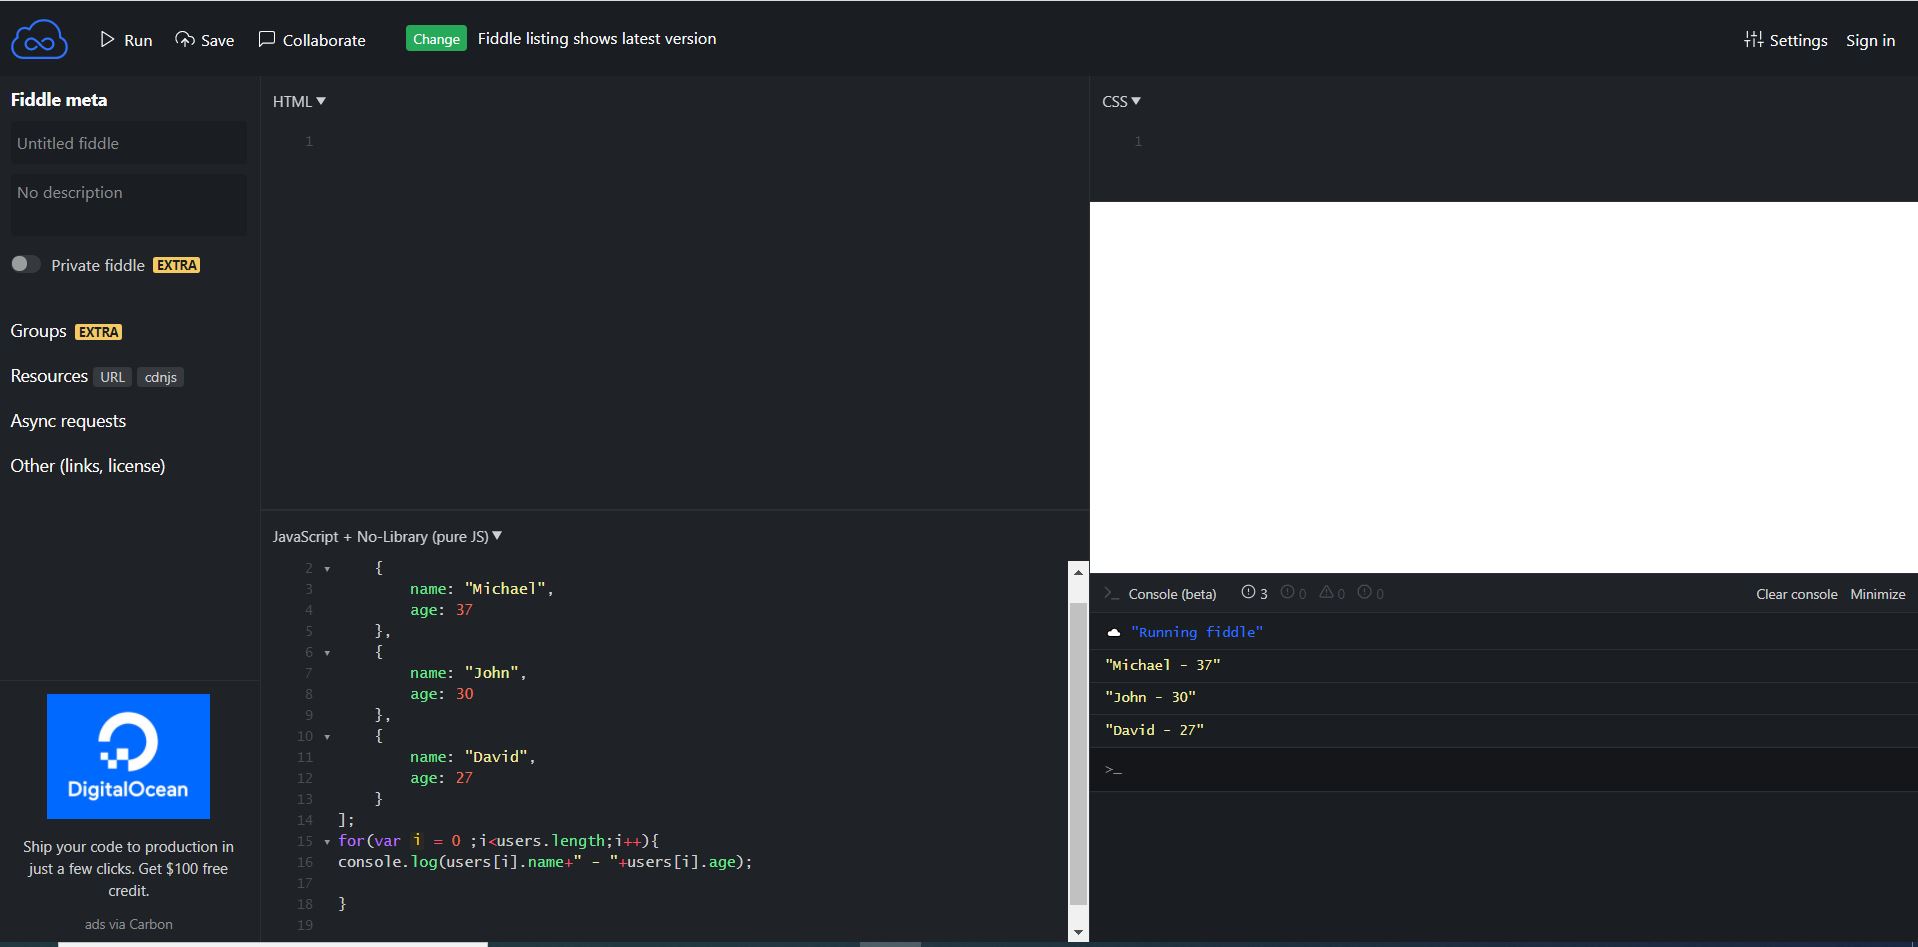 Run Save Collaborate Change Fiddle listing shows latest version Settings Sign in
Fiddle meta
Untitled fiddle
No description
Private fiddle EXTRA
Groups EXTRA
Resources URL cdnjs
Async requests
Other (links, license)
DigitalOcean
Ship your code to production in
just a few clicks. Get $100 free
credit.
ads via Carbon
HTML
1
JavaScript + No-Library (pure JS)
2 {
3 name: "Michael",
4 age: 37
5 },
6 {
7 name: "John",
8 age: 30
9 },
10 {
11 name: "David",
12 age: 27
13 }
14 ];
15 for(var i = 0 ;i<users.length;i++){
16 console.log(users[i].name+" - "+users[i].age);
17
18 }
19
CSS
1
>_ Console (beta) 3 0 0 0 Clear console Minimize
"Running fiddle"
"Michael - 37"
"John - 30"
"David - 27"
>_